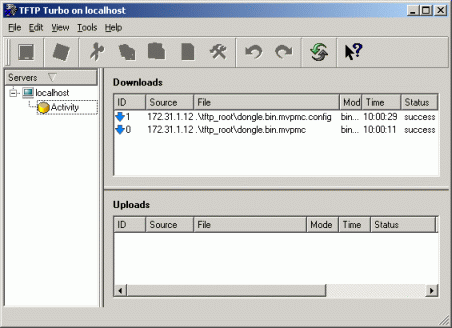 TFTP Turbo on localhost
File Edit View Tools Help
Servers
localhost
Activity
Downloads
ID Source File Mod Time Status
1 172.31.1.12 .\tftp_root\dongle.bin.mvpmc.config bin... 10:00:29 success
0 172.31.1.12 .\tftp_root\dongle.bin.mvpmc bin... 10:00:11 success
Uploads
ID Source File Mode Time Status